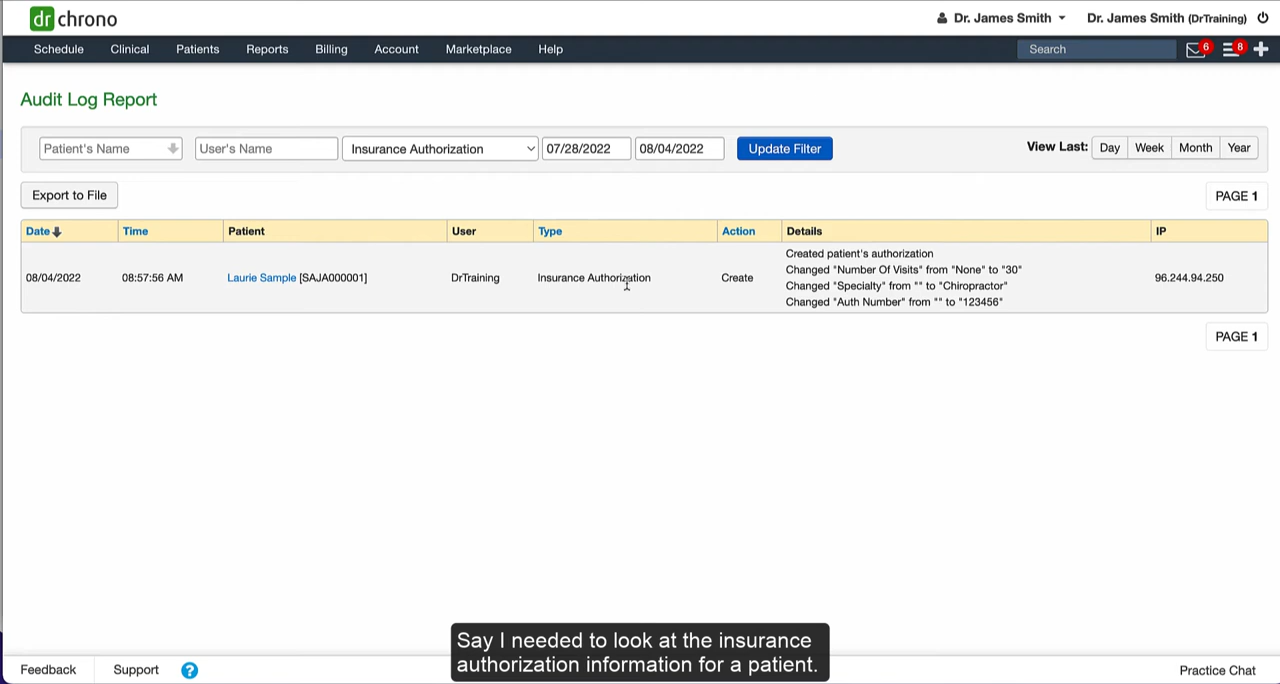 dr chrono
Dr. James Smith
Dr. James Smith (DrTraining)
Schedule Clinical Patients Reports Billing Account Marketplace Help
Search
6
8
Audit Log Report
Patient's Name
User's Name
Insurance Authorization
07/28/2022
08/04/2022
Update Filter
View Last: Day Week Month Year
Export to File
PAGE 1
Date Time Patient User Type Action Details IP
08/04/2022 08:57:56 AM Laurie Sample [SAJA000001] DrTraining Insurance Authorization Create
Created patient's authorization
Changed "Number Of Visits" from "None" to "30"
Changed "Specialty" from "" to "Chiropractor"
Changed "Auth Number" from "" to "123456"
96.244.94.250
PAGE 1
Say I needed to look at the insurance
authorization information for a patient.
Feedback Support ? Practice Chat